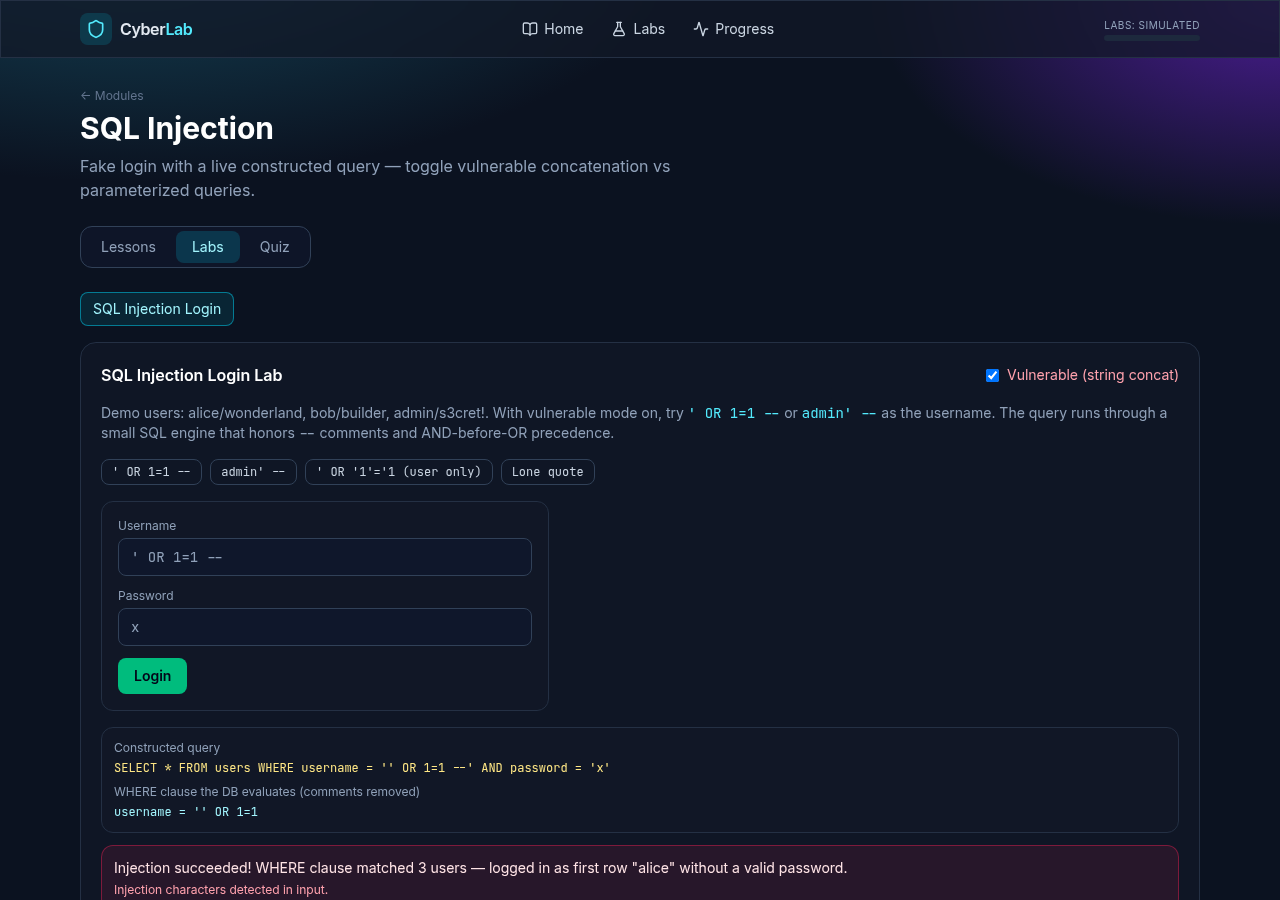 CyberLab
Home
Labs
Progress
LABS: SIMULATED
← Modules
SQL Injection
Fake login with a live constructed query — toggle vulnerable concatenation vs
parameterized queries.
Lessons
Labs
Quiz
SQL Injection Login
SQL Injection Login Lab
Vulnerable (string concat)
Demo users: alice/wonderland, bob/builder, admin/s3cret!. With vulnerable mode on, try ' OR 1=1 -- or admin' -- as the username. The query runs through a
small SQL engine that honors -- comments and AND-before-OR precedence.
' OR 1=1 --
admin' --
' OR '1'='1 (user only)
Lone quote
Username
' OR 1=1 --
Password
x
Login
Constructed query
SELECT * FROM users WHERE username = '' OR 1=1 --' AND password = 'x'
WHERE clause the DB evaluates (comments removed)
username = '' OR 1=1
Injection succeeded! WHERE clause matched 3 users — logged in as first row "alice" without a valid password.
Injection characters detected in input.